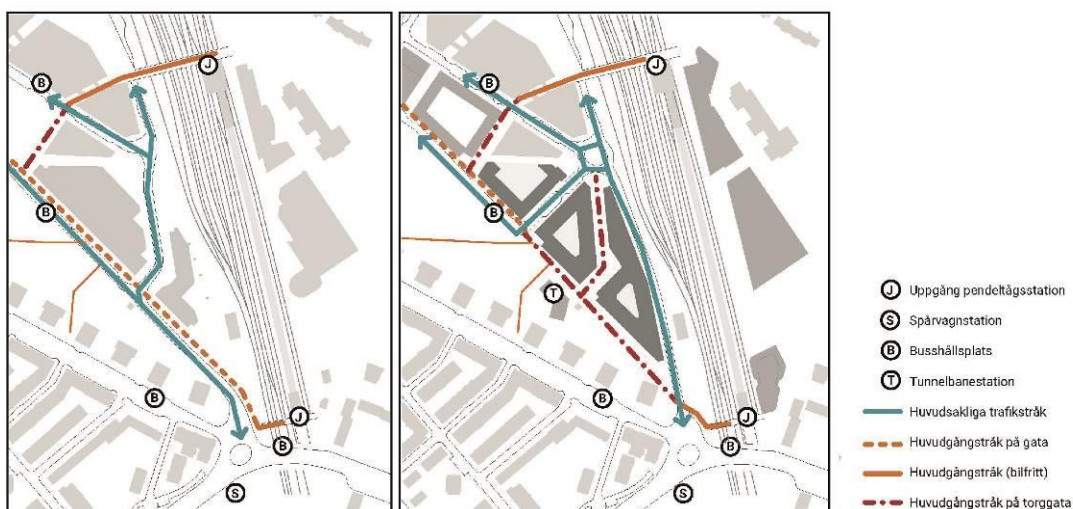 B
J
B
B
J
B
S
B
J
B
T
B
J
B
S
J Uppgång pendeltågsstation
S Spårvagnstation
B Busshållsplats
T Tunnelbanestation
Huvudsakliga trafikstråk
Huvudgångstråk på gata
Huvudgångstråk (bilfritt)
Huvudgångstråk på torggata